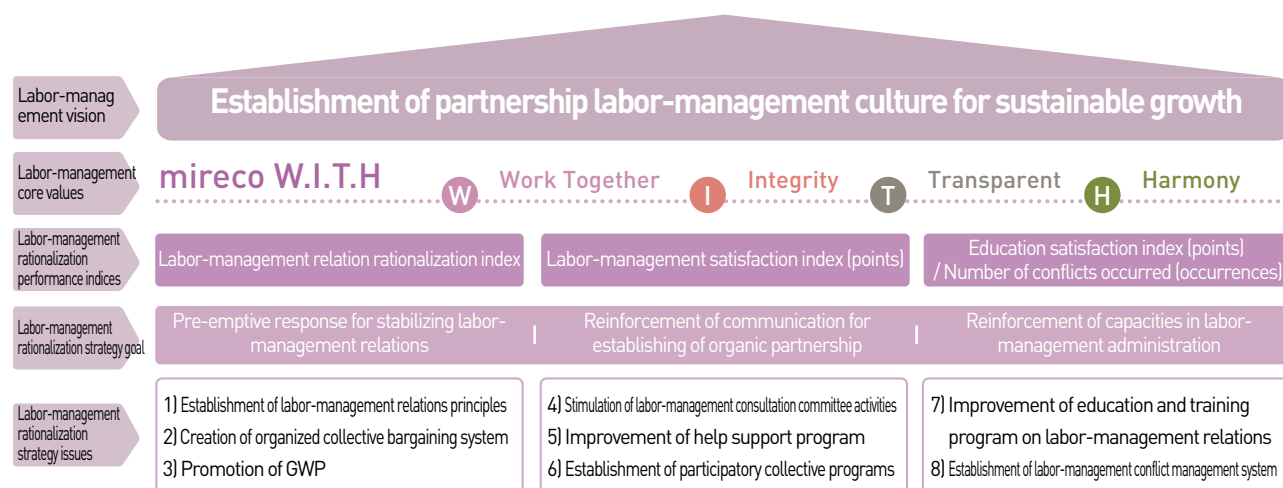 Labor-manag
ement vision
Establishment of partnership labor-management culture for sustainable growth
Labor-management
core values
mireco W.I.T.H
W Work Together I Integrity T Transparent H Harmony
Labor-management
rationalization
performance indices
Labor-management relation rationalization index
Labor-management satisfaction index (points)
Education satisfaction index (points)
/ Number of conflicts occurred (occurrences)
Labor-management
rationalization strategy goal
Pre-emptive response for stabilizing labor-
management relations
Reinforcement of communication for
establishing of organic partnership
Reinforcement of capacities in labor-
management administration
Labor-management
rationalization
strategy issues
1) Establishment of labor-management relations principles
2) Creation of organized collective bargaining system
3) Promotion of GWP
4) Stimulation of labor-management consultation committee activities
5) Improvement of help support program
6) Establishment of participatory collective programs
7) Improvement of education and training
program on labor-management relations
8) Establishment of labor-management conflict management system